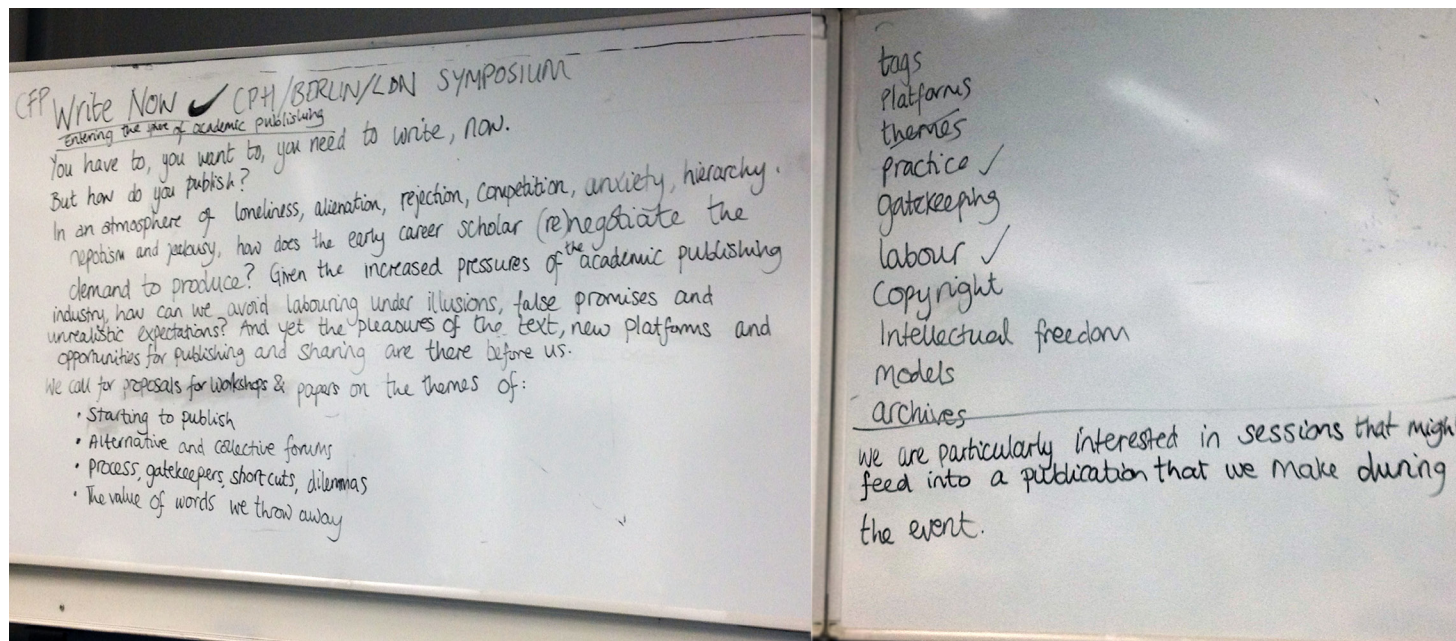 CFP Write Now ✓ CPH/BERLIN/LDN SYMPOSIUM
Entering the of academic publishing
You have to, you want to, you need to write, now.
But how do you publish?
In an atmosphere of loneliness, alienation, rejection, competition, anxiety, hierarchy.
nepotism and jealousy, how does the early career scholar (re)negotiate the
demand to produce? Given the increased pressures of the academic publishing
industry, how can we avoid labouring under illusions, false promises and
unrealistic expectations? And yet the pleasures of the text, new platforms and
opportunities for publishing and sharing are there before us.
We call for proposals for workshops & papers on the themes of:
• Starting to publish
• Alternative and collective forums
• Process, gatekeepers, short cuts, dilemmas
• The value of words we throw away
tags
Platforms
themes
practice ✓
gatekeeping
labour ✓
Copyright
Intellectual freedom
models
archives
we are particularly interested in sessions that migh
feed into a publication that we make during
the event.